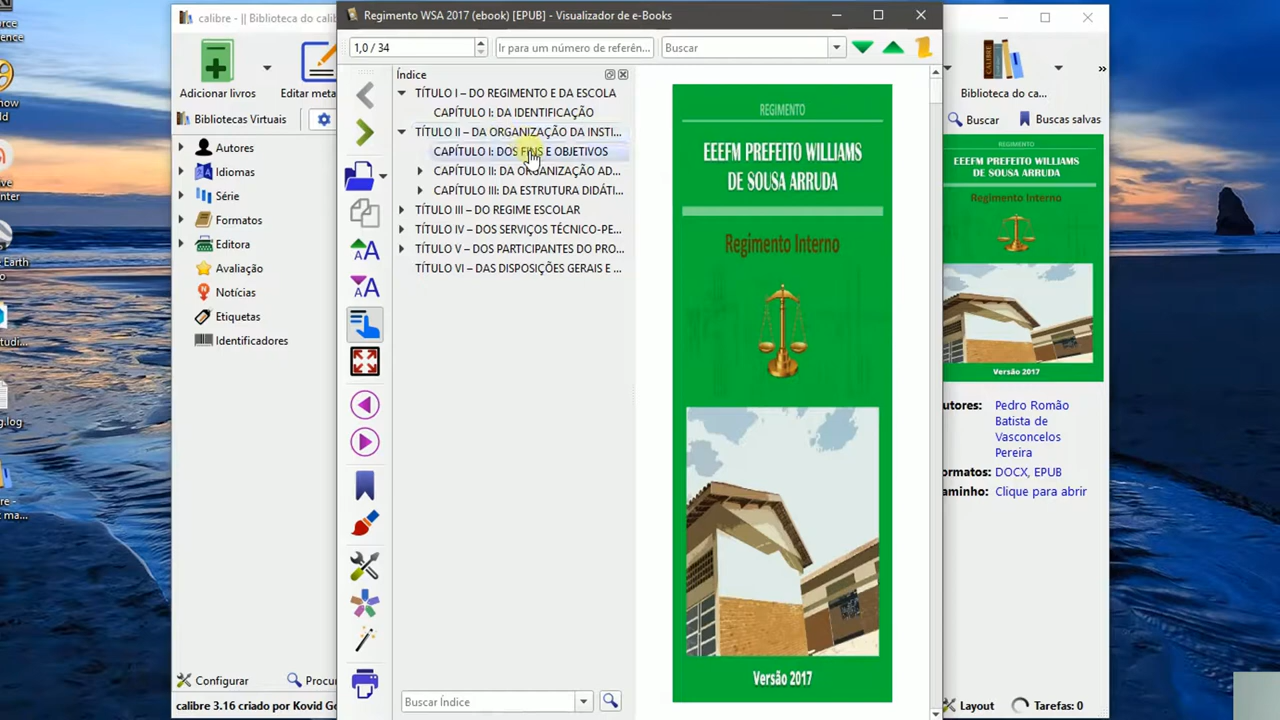 calibre - || Biblioteca do calib
Regimento WSA 2017 (ebook) [EPUB] - Visualizador de e-Books
Adicionar livros
Editar meta
Bibliotecas Virtuais
Autores
Idiomas
Série
Formatos
Editora
Avaliação
Notícias
Etiquetas
Identificadores
Configurar
Procu
calibre 3.16 criado por Kovid Go
1,0 / 34
Ir para um número de referên...
Buscar
Índice
TÍTULO I – DO REGIMENTO E DA ESCOLA
CAPÍTULO I: DA IDENTIFICAÇÃO
TÍTULO II – DA ORGANIZAÇÃO DA INSTI...
CAPÍTULO I: DOS FINS E OBJETIVOS
CAPÍTULO II: DA ORGANIZAÇÃO AD...
CAPÍTULO III: DA ESTRUTURA DIDÁTI...
TÍTULO III – DO REGIME ESCOLAR
TÍTULO IV – DOS SERVIÇOS TÉCNICO-PE...
TÍTULO V – DOS PARTICIPANTES DO PRO...
TÍTULO VI – DAS DISPOSIÇÕES GERAIS E ...
Buscar Índice
REGIMENTO
EEEFM PREFEITO WILLIAMS
DE SOUSA ARRUDA
Regimento Interno
Versão 2017
Biblioteca do ca...
Buscar
Buscas salvas
REGIMENTO
EEEFM PREFEITO WILLIAMS
DE SOUSA ARRUDA
Regimento Interno
Versão 2017
utores: Pedro Romão
Batista de
Vasconcelos
Pereira
ormatos: DOCX, EPUB
aminho: Clique para abrir
Layout
Tarefas: 0